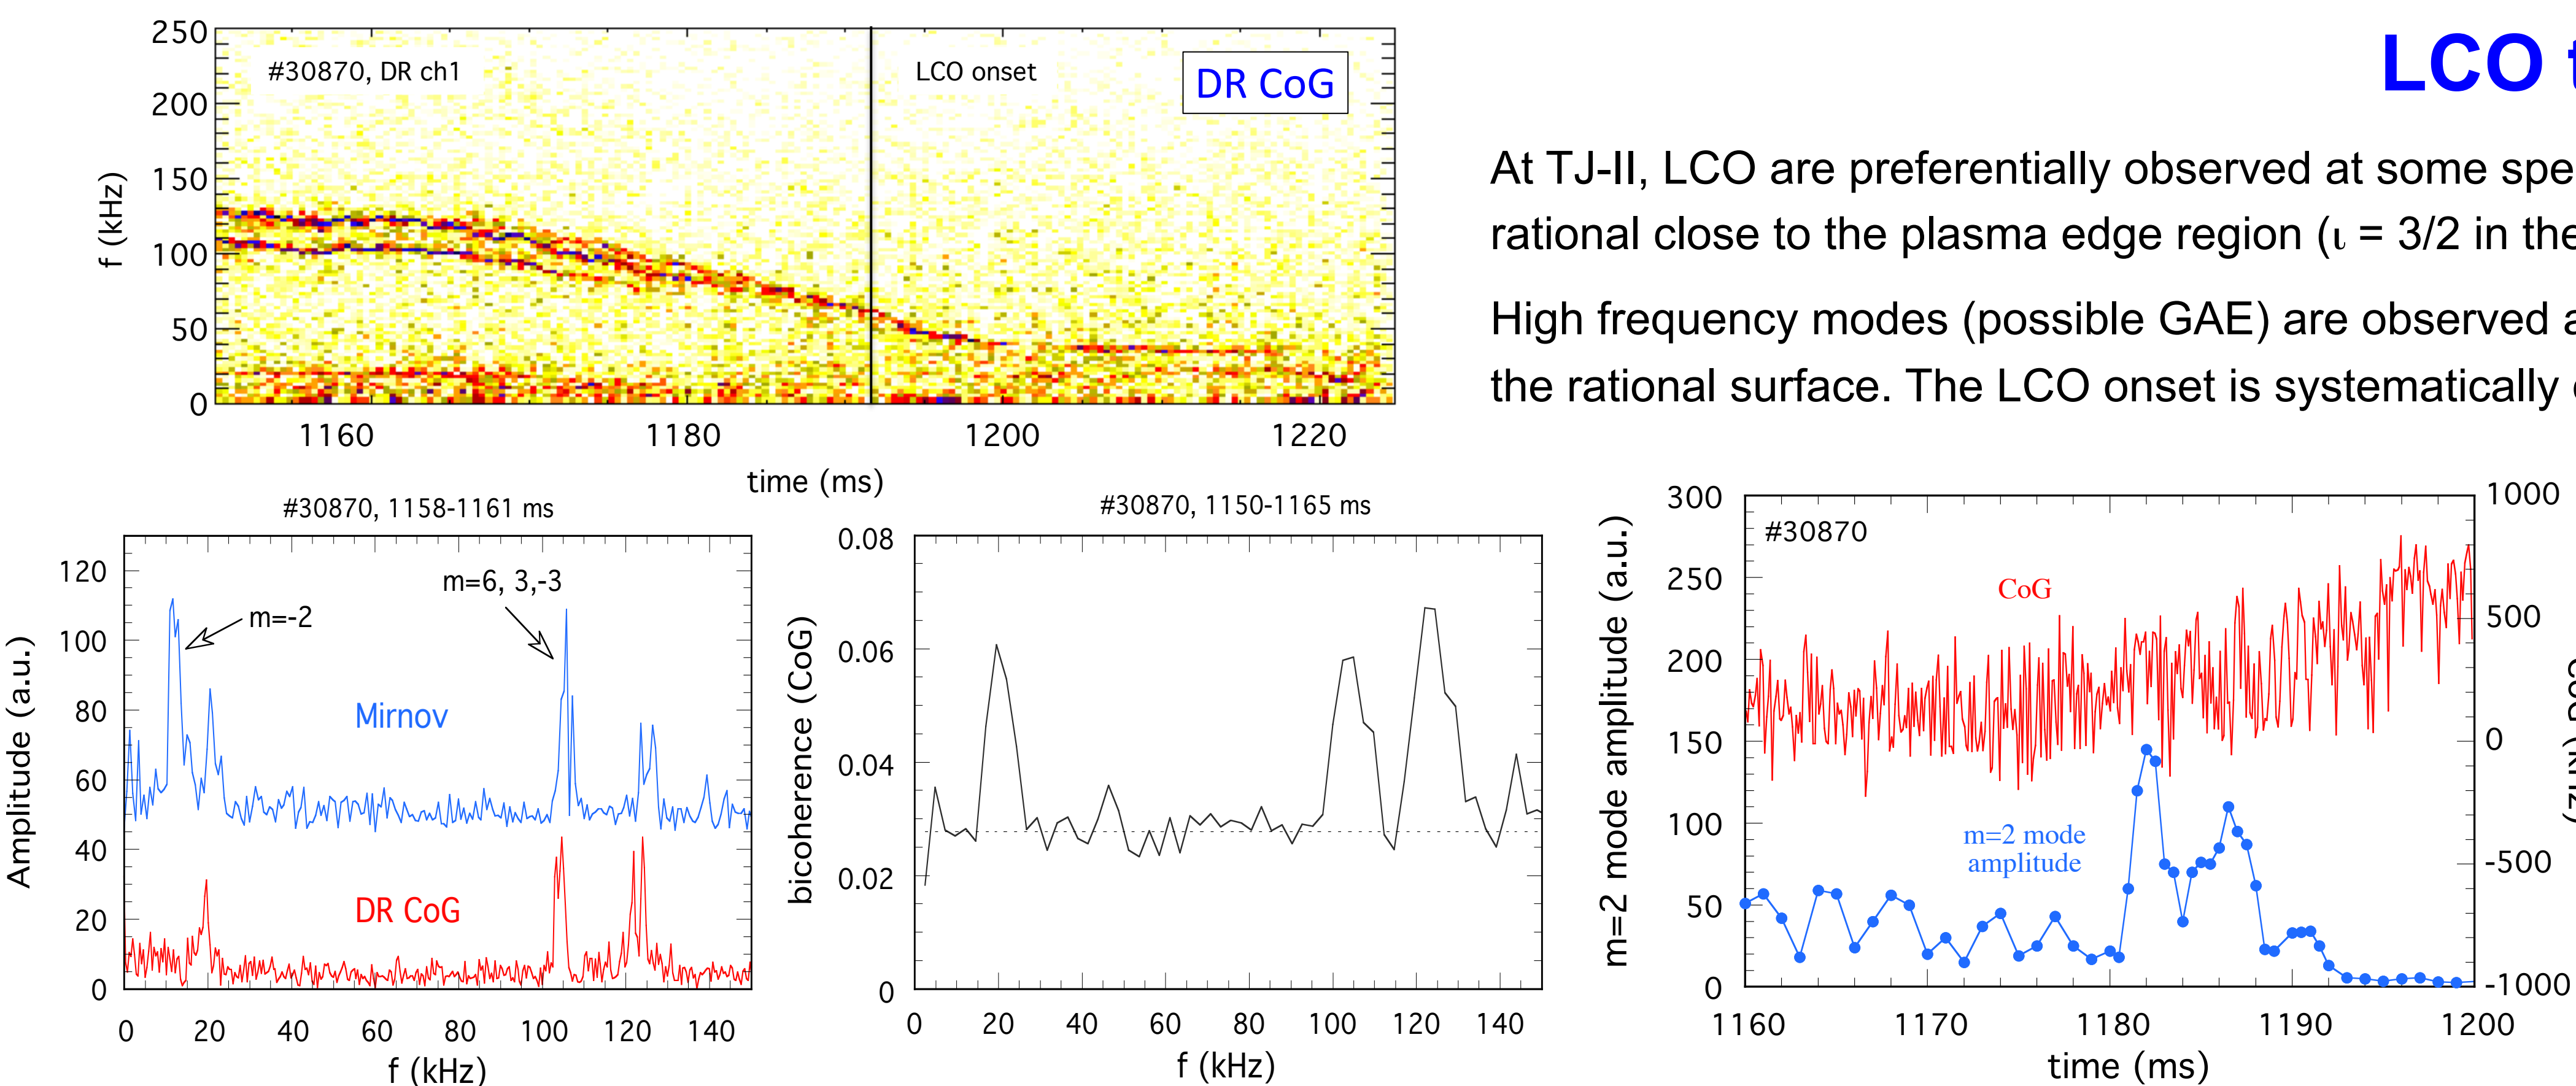 250
200
150
100
50
0
f (kHz)
#30870, DR ch1
LCO onset
DR CoG
1160
1180
1200
1220
time (ms)
LCO
At TJ-II, LCO are preferentially observed at some spe
rational close to the plasma edge region (ι = 3/2 in the
High frequency modes (possible GAE) are observed a
the rational surface. The LCO onset is systematically
#30870, 1158-1161 ms
120
100
80
60
40
20
0
Amplitude (a.u.)
m=-2
m=6, 3,-3
Mirnov
DR CoG
0 20 40 60 80 100 120 140
f (kHz)
#30870, 1150-1165 ms
0.08
0.06
0.04
0.02
0
bicoherence (CoG)
0 20 40 60 80 100 120 140
f (kHz)
300
250
200
150
100
50
0
m=2 mode amplitude (a.u.)
#30870
CoG
m=2 mode
amplitude
1000
500
0
-500
-1000
1160 1170 1180 1190 1200
time (ms)